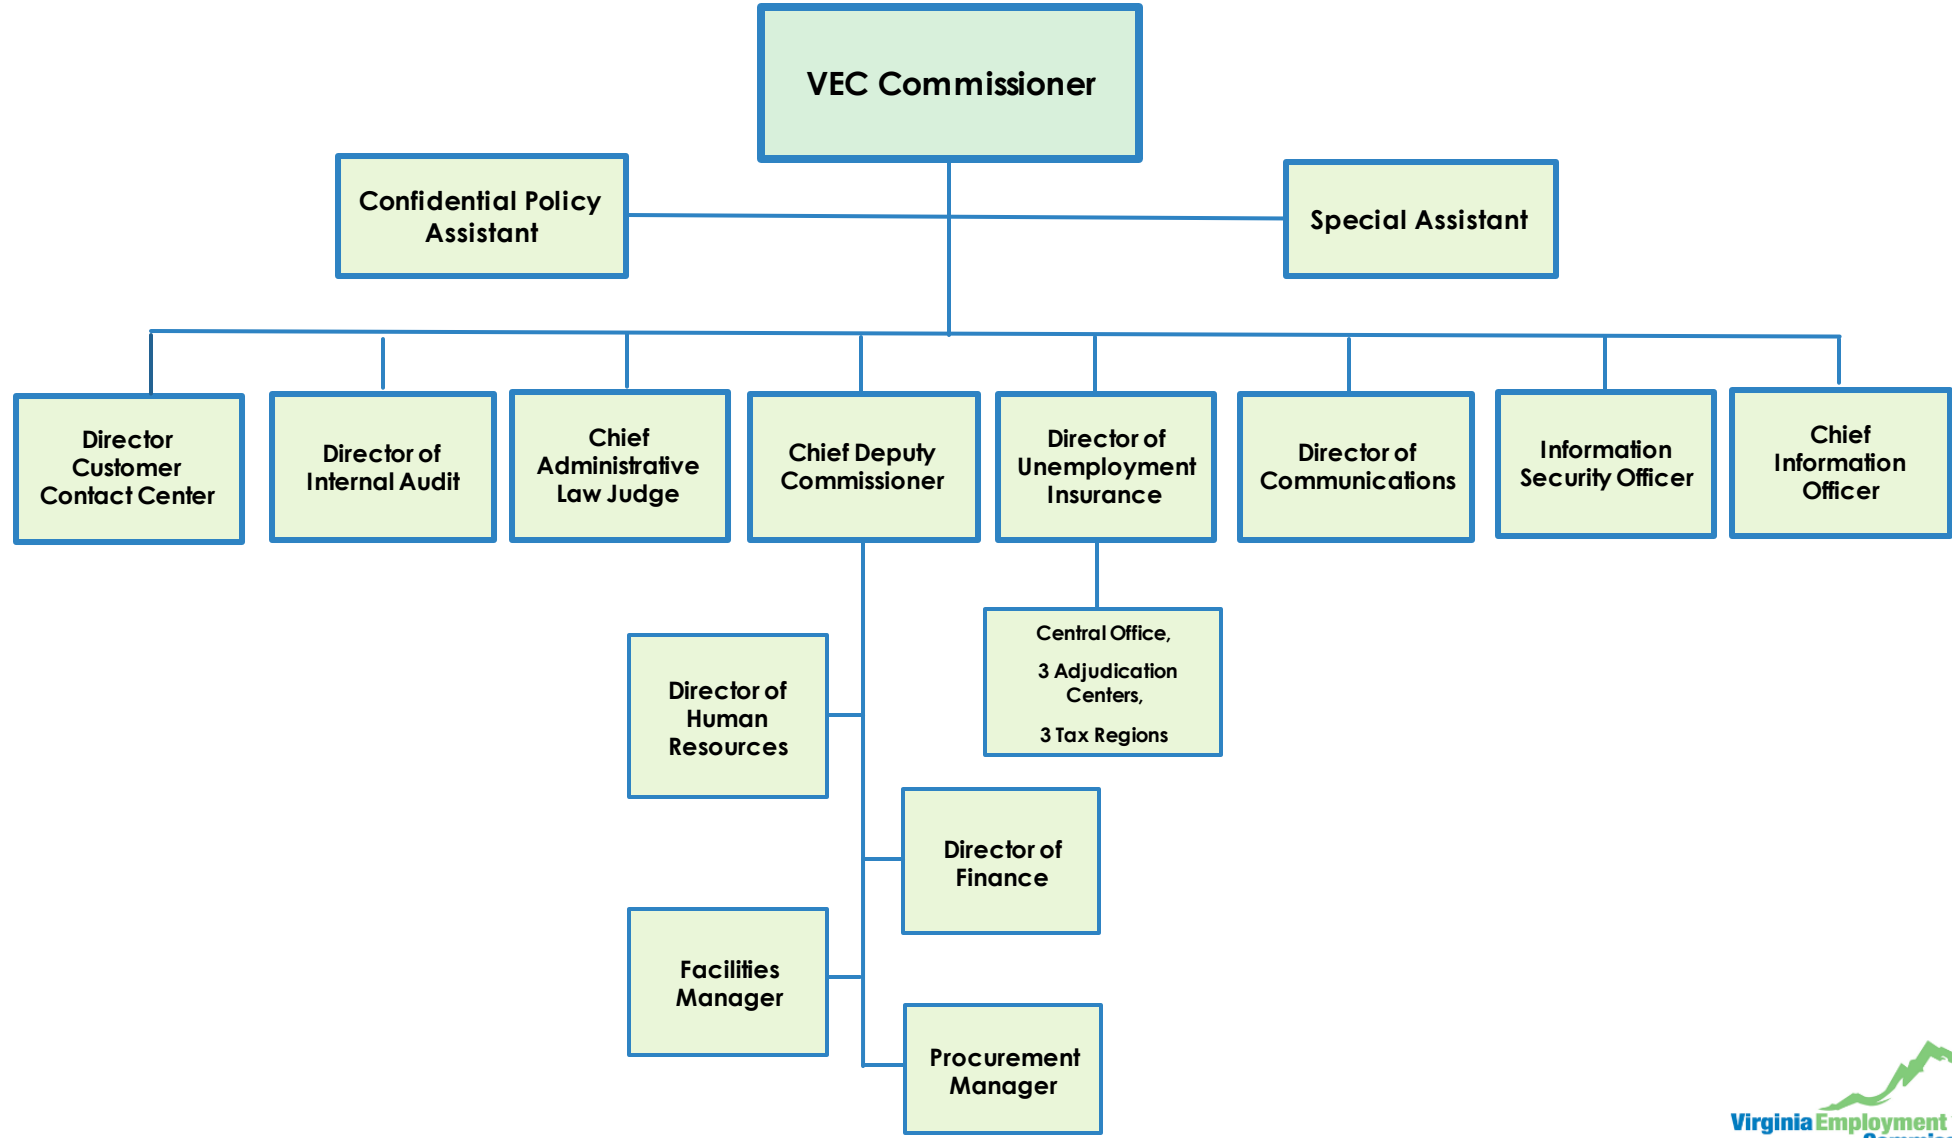 VEC Commissioner
Confidential Policy
Assistant
Special Assistant
Director
Customer
Contact Center
Director of
Internal Audit
Chief
Administrative
Law Judge
Chief Deputy
Commissioner
Director of
Unemployment
Insurance
Director of
Communications
Information
Security Officer
Chief
Information
Officer
Central Office,
3 Adjudication
Centers,
3 Tax Regions
Director of
Human
Resources
Director of
Finance
Facilities
Manager
Procurement
Manager
Virginia Employment